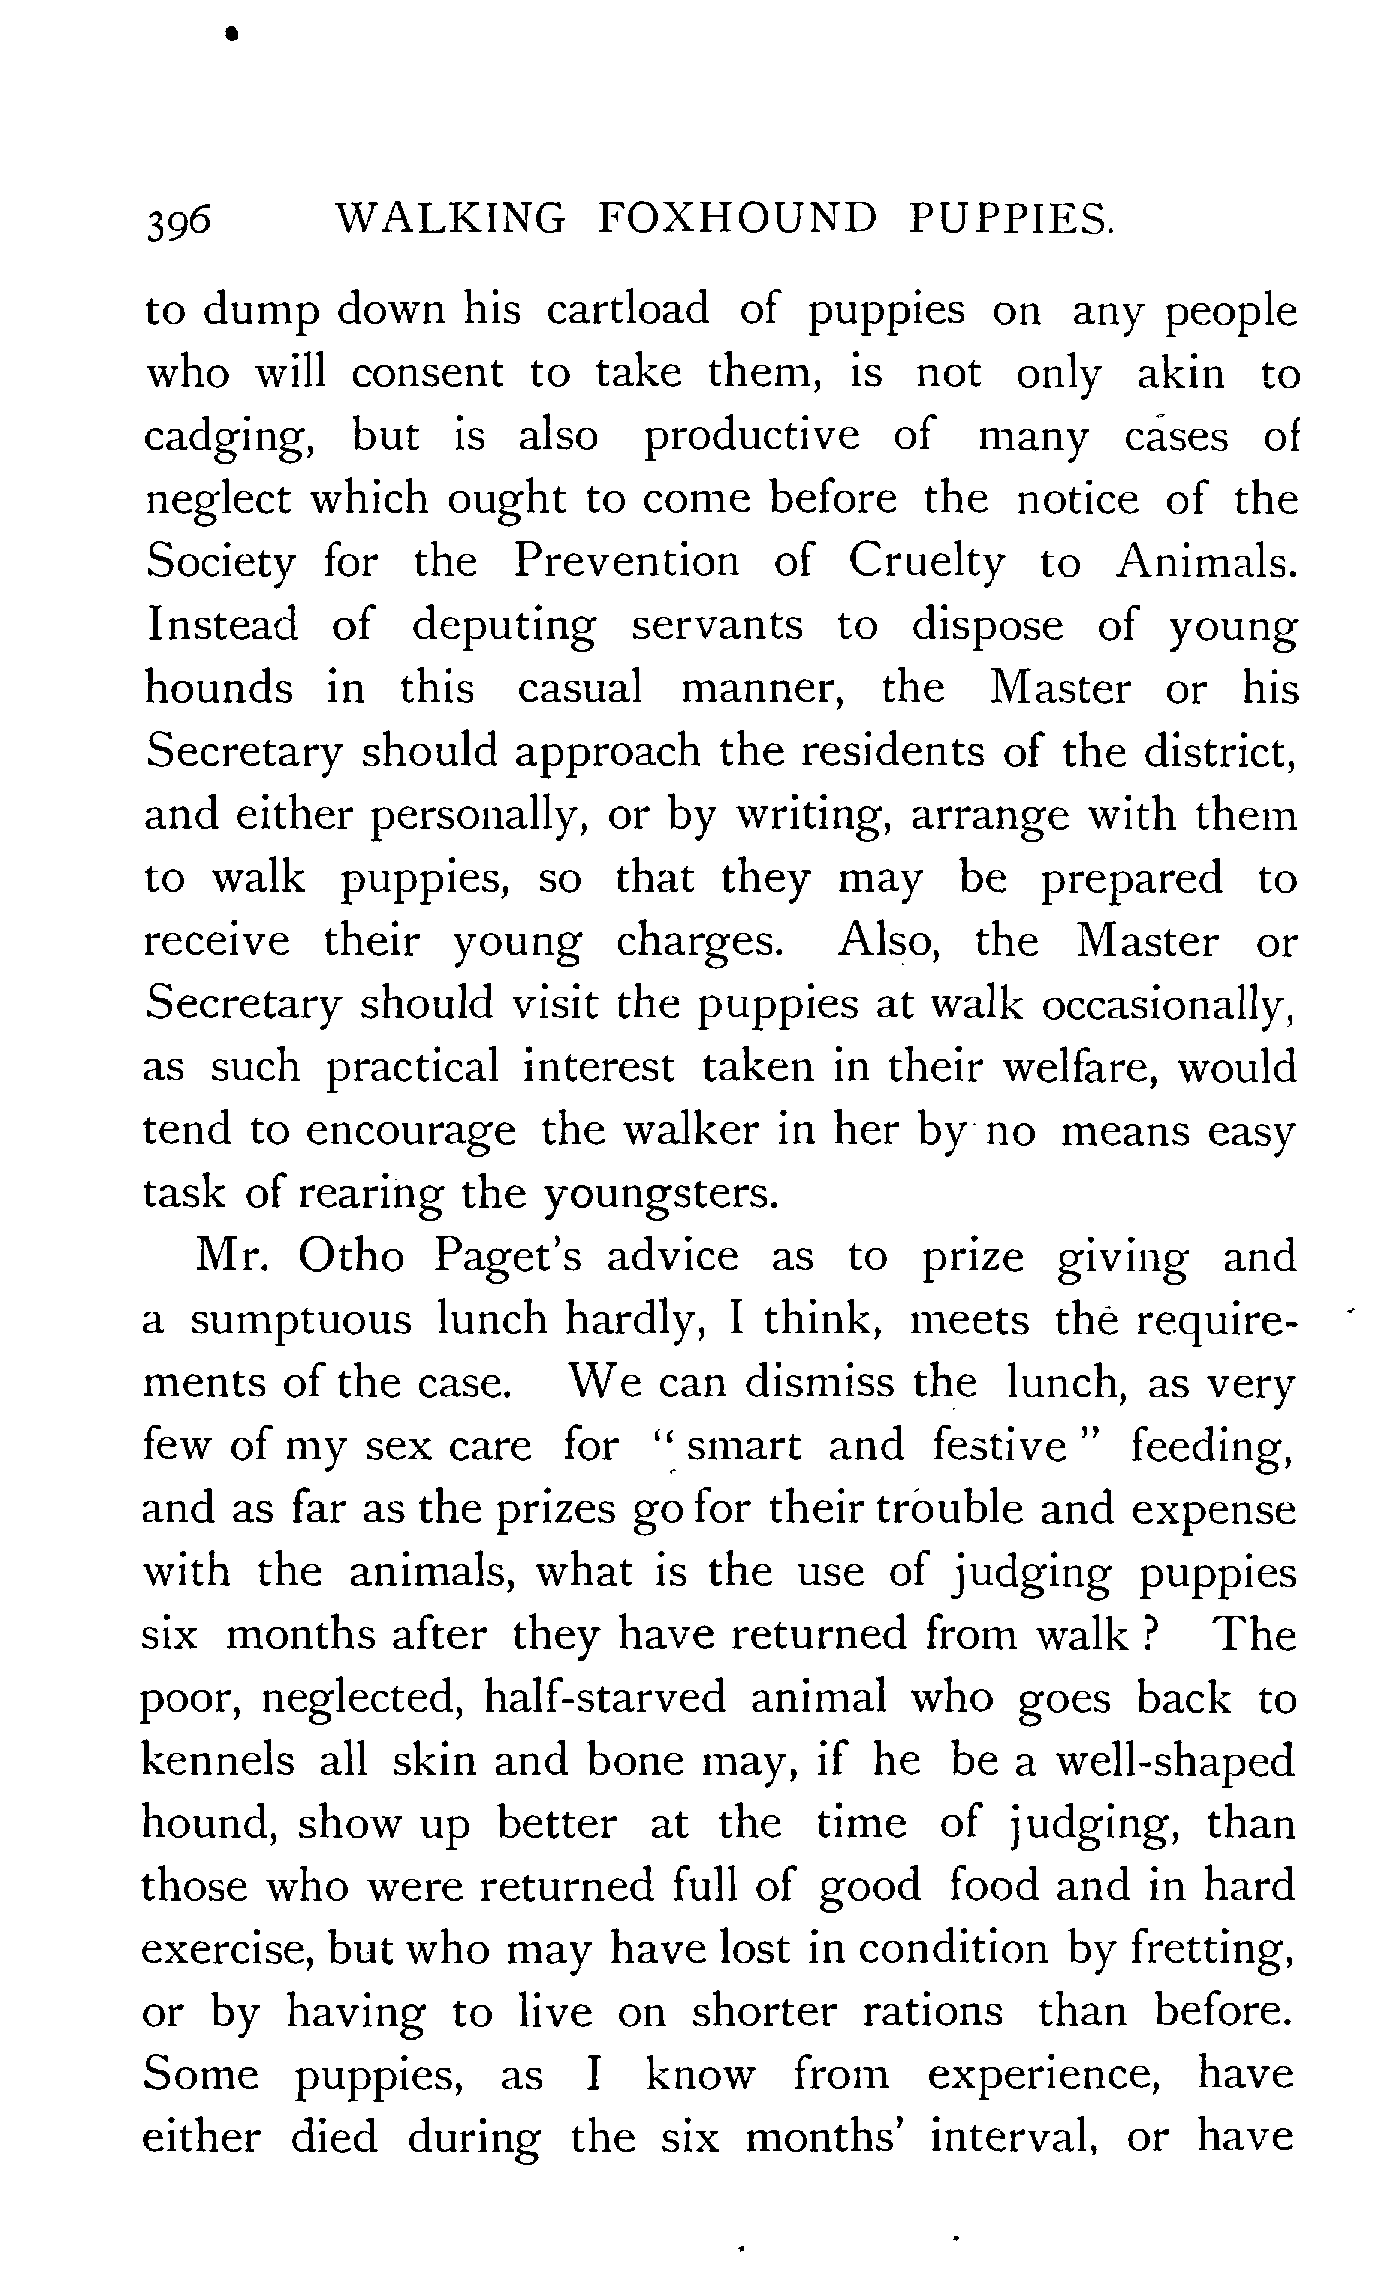 396 WALKING FOXHOUND PUPPIES.
to dump down his cartload of puppies on any people
who will consent to take them, is not only akin to
cadging, but is also productive of many cases of
neglect which ought to come before the notice of the
Society for the Prevention of Cruelty to Animals.
Instead of deputing servants to dispose of young
hounds in this casual manner, the Master or his
Secretary should approach the residents of the district,
and either personally, or by writing, arrange with them
to walk puppies, so that they may be prepared to
receive their young charges. Also, the Master or
Secretary should visit the puppies at walk occasionally,
as such practical interest taken in their welfare, would
tend to encourage the walker in her by no means easy
task of rearing the youngsters.
Mr. Otho Paget's advice as to prize giving and
a sumptuous lunch hardly, I think, meets the require-
ments of the case. We can dismiss the lunch, as very
few of my sex care for " smart and festive " feeding,
and as far as the prizes go for their trouble and expense
with the animals, what is the use of judging puppies
six months after they have returned from walk ? The
poor, neglected, half-starved animal who goes back to
kennels all skin and bone may, if he be a well-shaped
hound, show up better at the time of judging, than
those who were returned full of good food and in hard
exercise, but who may have lost in condition by fretting,
or by having to live on shorter rations than before.
Some puppies, as I know from experience, have
either died during the six months' interval, or have